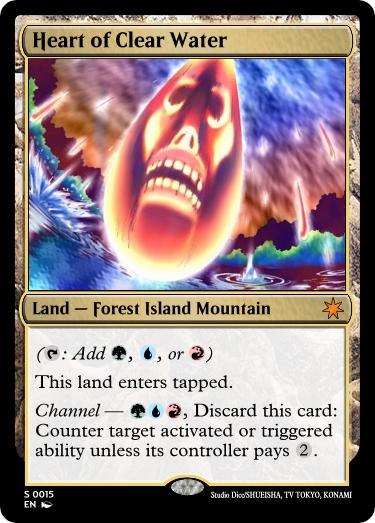 Heart of Clear Water
Land — Forest Island Mountain
(: Add , , or )
This land enters tapped.
Channel — , Discard this card:
Counter target activated or triggered
ability unless its controller pays 2.
S 0015
EN
Studio Dice/SHUEISHA, TV TOKYO, KONAMI